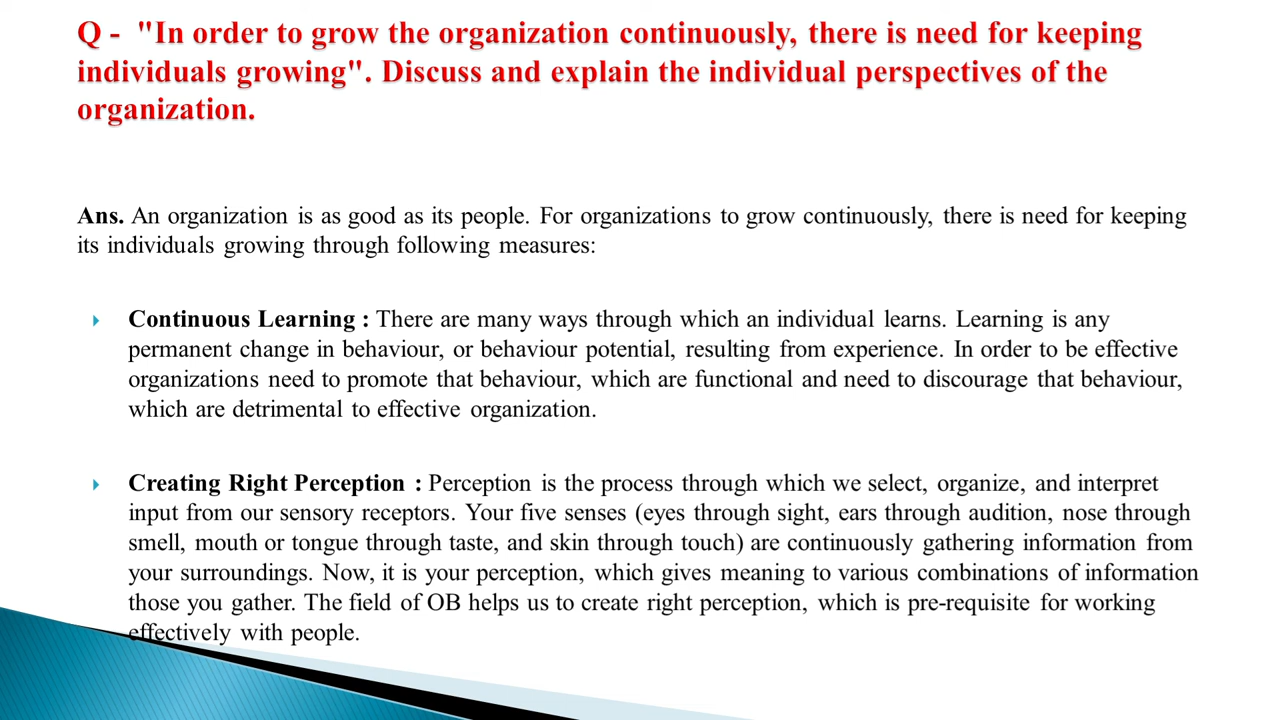 Q -  "In order to grow the organization continuously, there is need for keeping
individuals growing". Discuss and explain the individual perspectives of the
organization.
Ans. An organization is as good as its people. For organizations to grow continuously, there is need for keeping
its individuals growing through following measures:
Continuous Learning : There are many ways through which an individual learns. Learning is any
permanent change in behaviour, or behaviour potential, resulting from experience. In order to be effective
organizations need to promote that behaviour, which are functional and need to discourage that behaviour,
which are detrimental to effective organization.
Creating Right Perception : Perception is the process through which we select, organize, and interpret
input from our sensory receptors. Your five senses (eyes through sight, ears through audition, nose through
smell, mouth or tongue through taste, and skin through touch) are continuously gathering information from
your surroundings. Now, it is your perception, which gives meaning to various combinations of information
those you gather. The field of OB helps us to create right perception, which is pre-requisite for working
effectively with people.